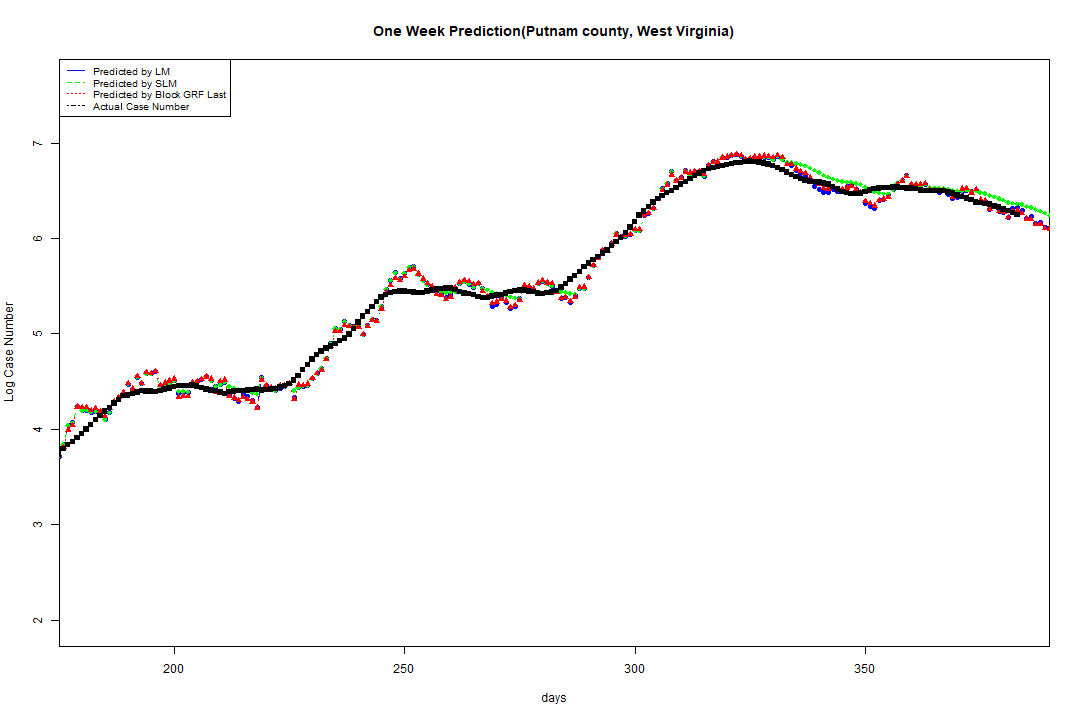 One Week Prediction(Putnam county, West Virginia)
Predicted by LM
Predicted by SLM
Predicted by Block GRF Last
Actual Case Number
7
6
5
4
3
2
Log Case Number
200 250 300 350
days